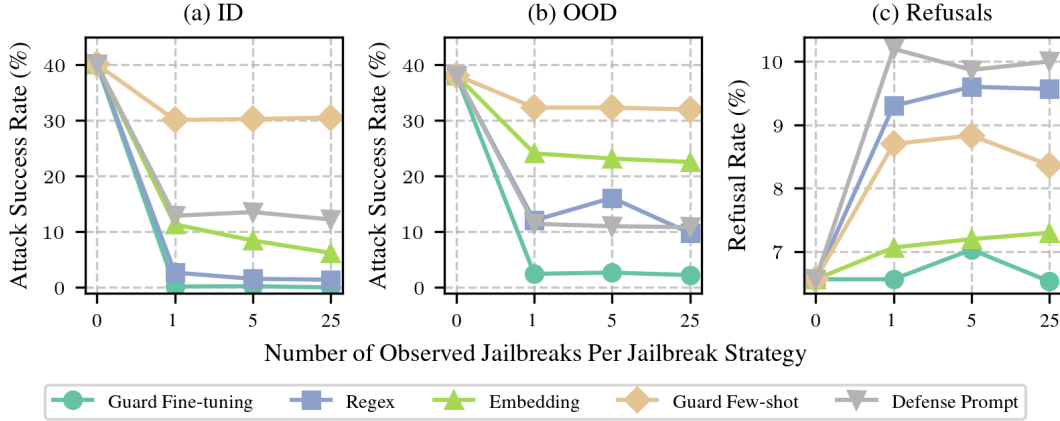 (a) ID
(b) OOD
(c) Refusals
Attack Success Rate (%)
40
30
20
10
0
0
1
5
25
Attack Success Rate (%)
40
30
20
10
0
0
1
5
25
Refusal Rate (%)
10
9
8
7
0
1
5
25
Number of Observed Jailbreaks Per Jailbreak Strategy
Guard Fine-tuning
Regex
Embedding
Guard Few-shot
Defense Prompt